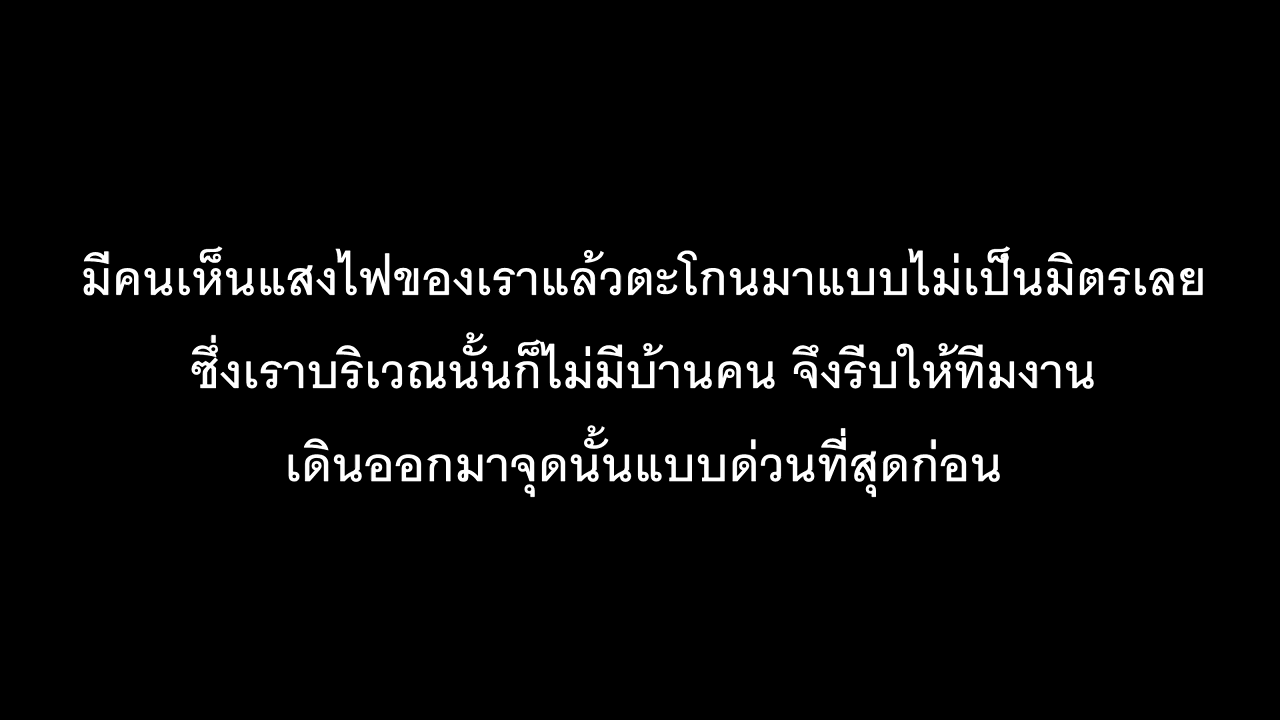 มีคนเห็นแสงไฟของเราแล้วตะโกนมาแบบไม่เป็นมิตรเลย
ซึ่งเราบริเวณนั้นก็ไม่มีบ้านคน จึงรีบให้ทีมงาน
เดินออกมาจุดนั้นแบบด่วนที่สุดก่อน